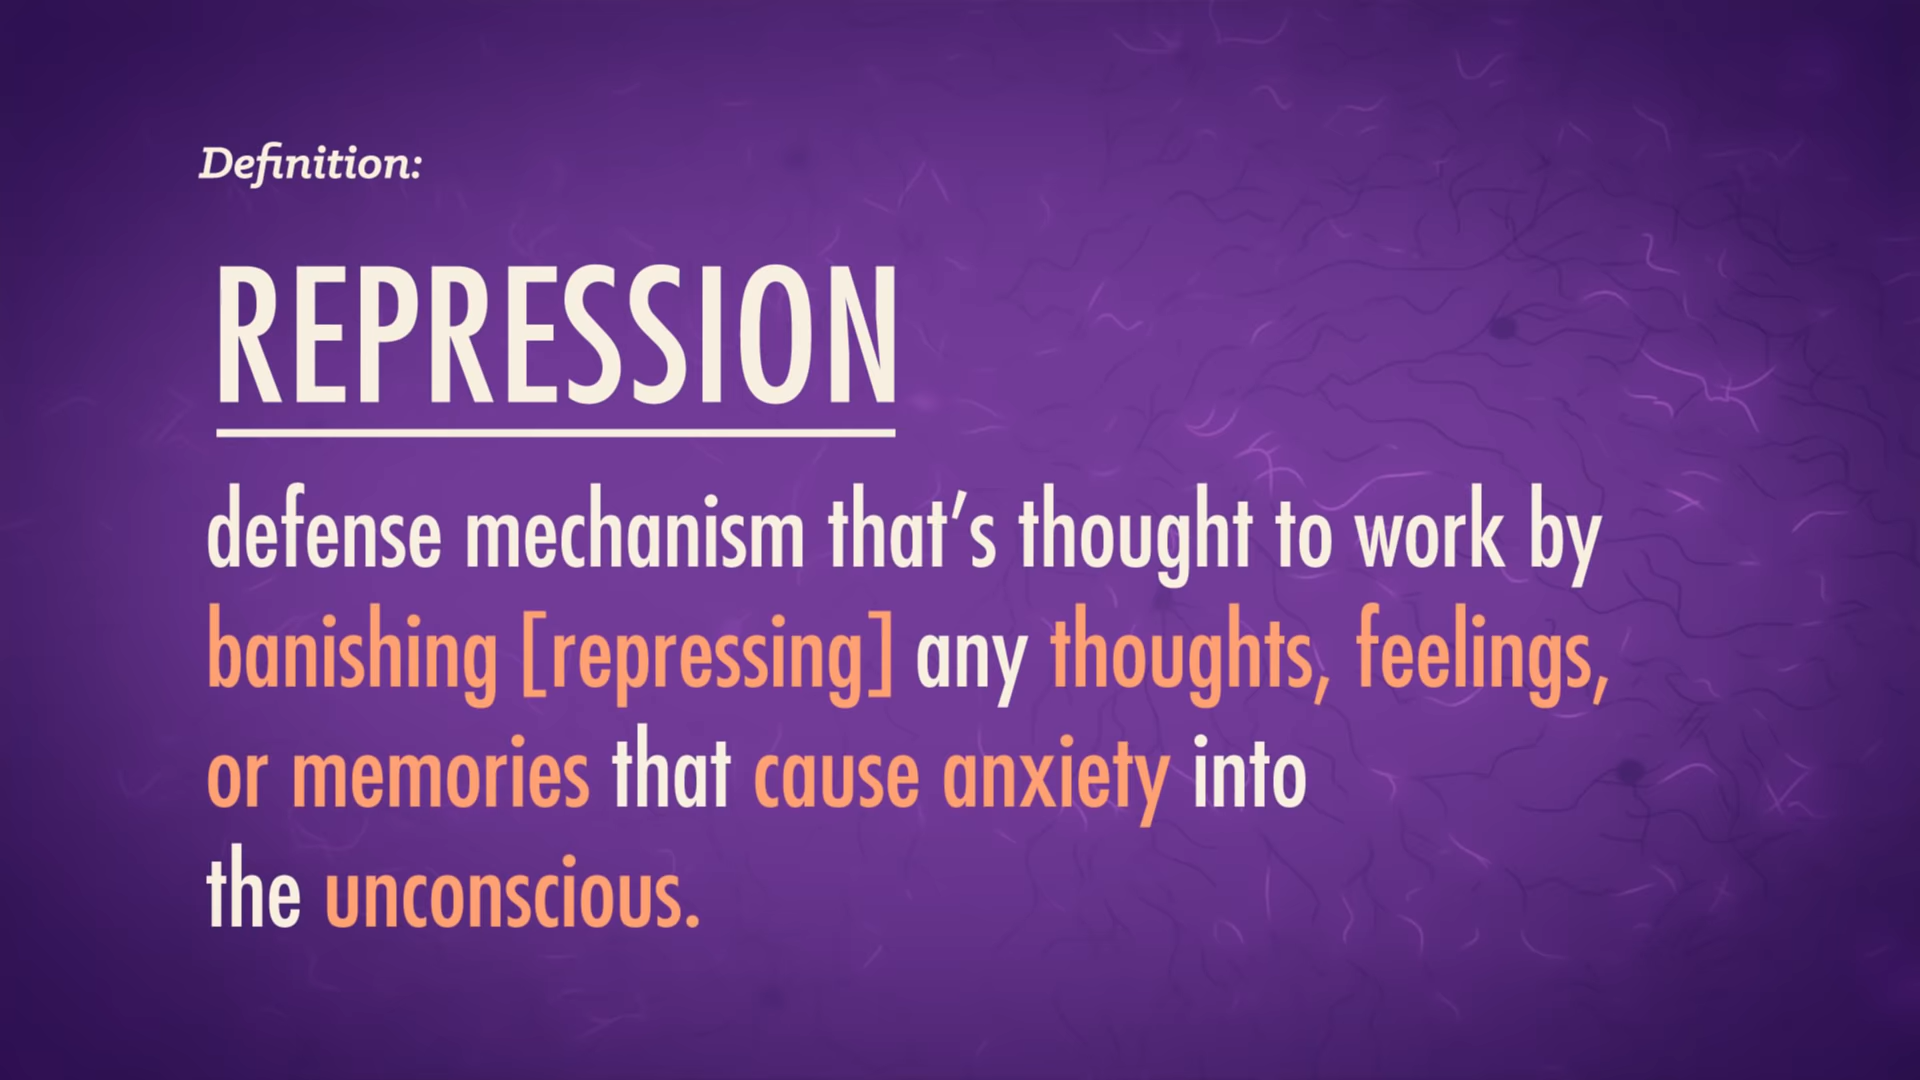 Definition:
REPRESSION
defense mechanism that’s thought to work by
banishing [repressing] any thoughts, feelings,
or memories that cause anxiety into
the unconscious.